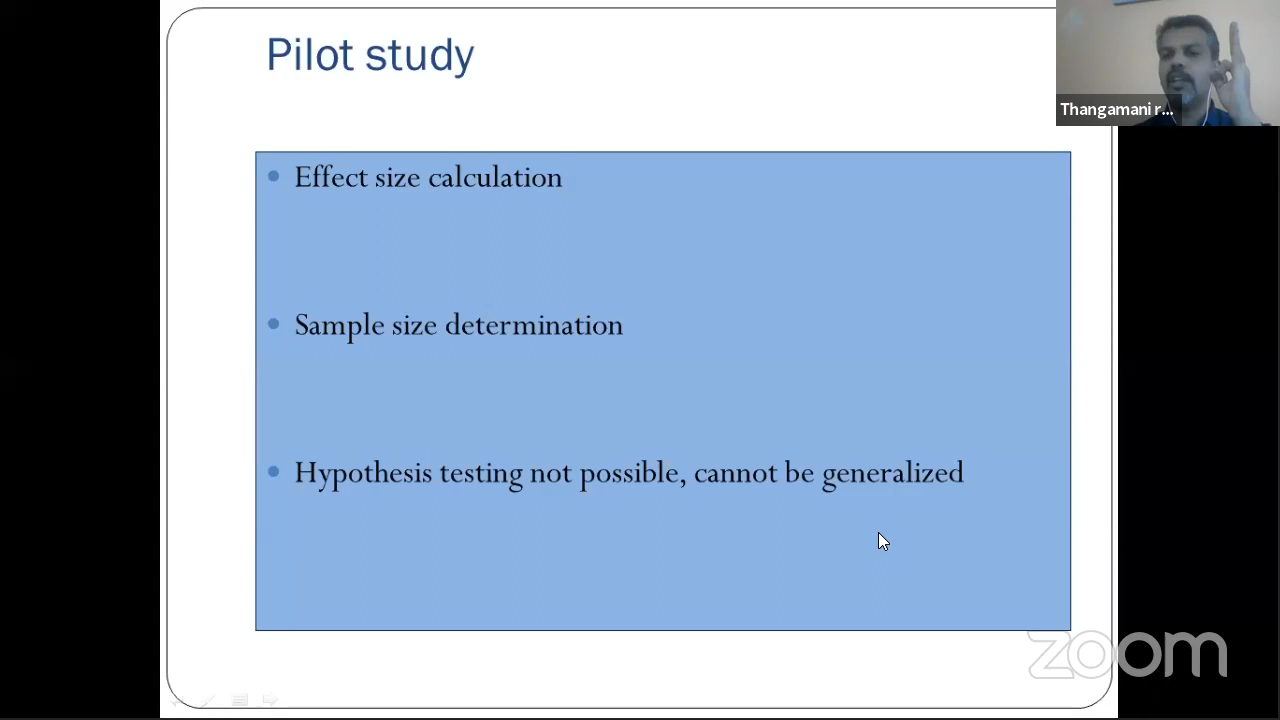 Pilot study
Thangamani r...
Effect size calculation
Sample size determination
Hypothesis testing not possible, cannot be generalized
zoom